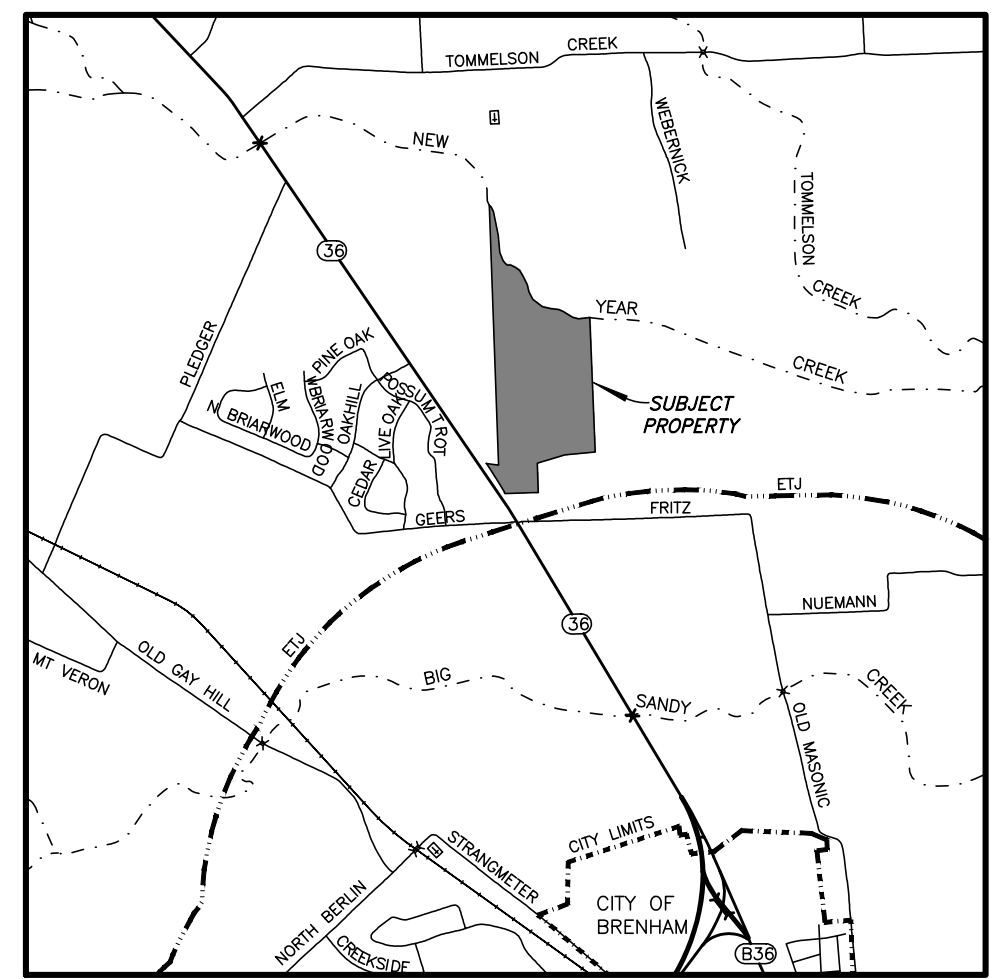 CREEK
TOMMELSON
NEW
WEBERNICK
TOMMELSON
36
CREEK
YEAR
PLEDGER
PINE OAK
CREEK
ELM
W BRIARWOOD
OAKHILL
LIVE OAK
POSSUM TROT
N BRIARWOOD
SUBJECT
PROPERTY
CEDAR
ETJ
GEERS
FRITZ
NUEMANN
36
ETJ
MT VERON
OLD GAY HILL
BIG
SANDY
CREEK
OLD MASONIC
CITY LIMITS
STRANGMETER
CITY OF
BRENHAM
NORTH BERLIN
CREEKSIDE
B36